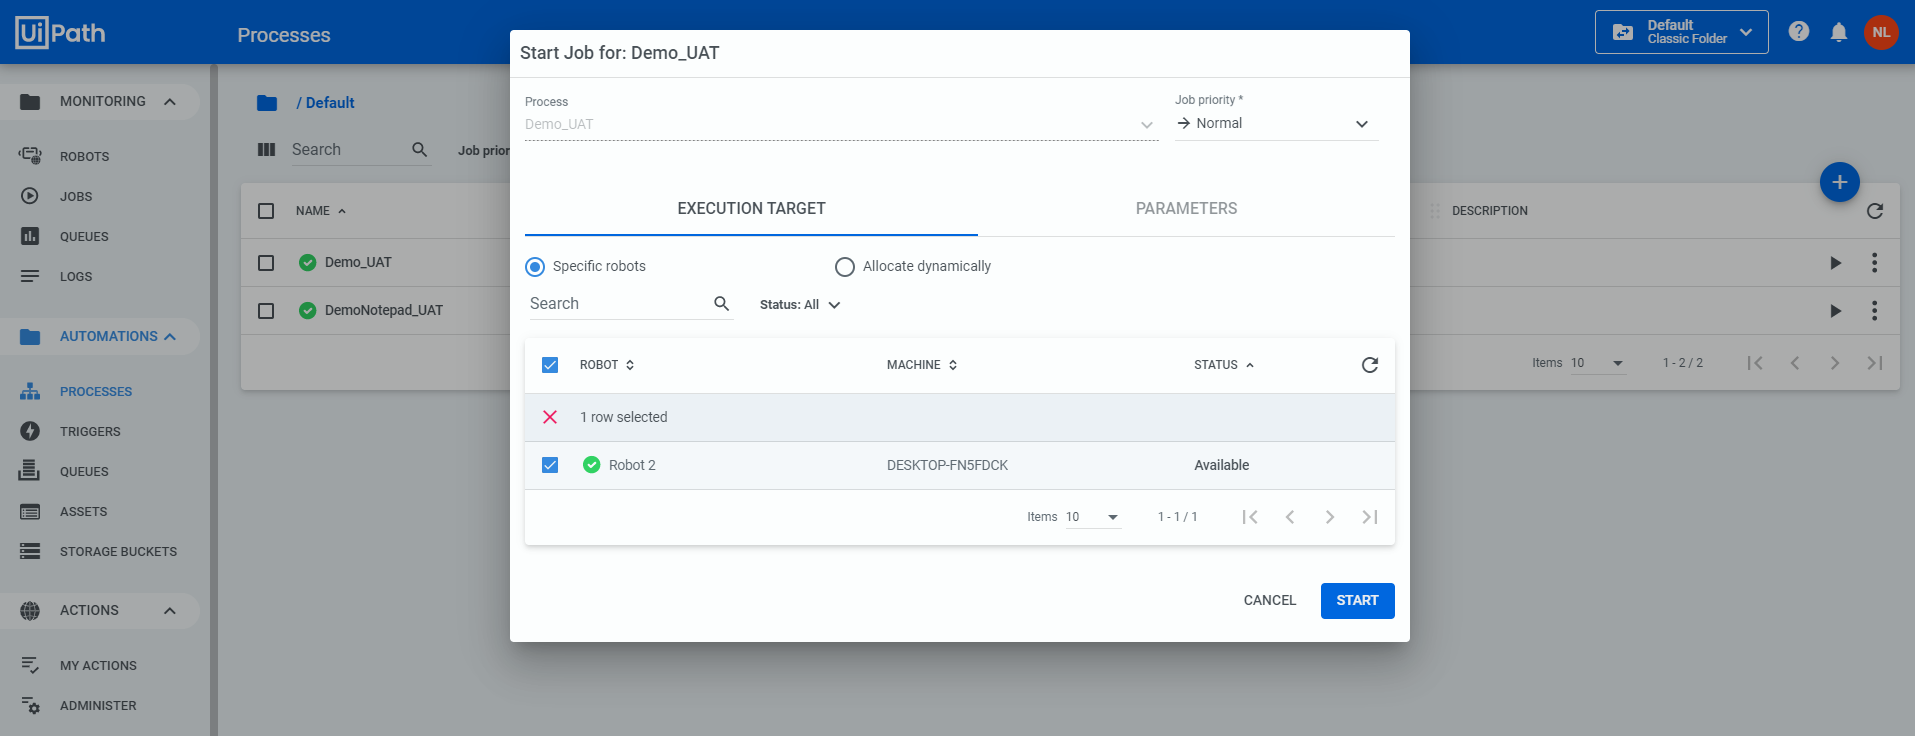 UiPath
Processes
Default
Classic Folder
NL
MONITORING
ROBOTS
JOBS
QUEUES
LOGS
AUTOMATIONS
PROCESSES
TRIGGERS
QUEUES
ASSETS
STORAGE BUCKETS
ACTIONS
MY ACTIONS
ADMINISTER
/ Default
Search
Job prior
NAME
DESCRIPTION
Demo_UAT
DemoNotepad_UAT
Items 10
1 - 2 / 2
Start Job for: Demo_UAT
Process
Demo_UAT
Job priority *
Normal
EXECUTION TARGET
PARAMETERS
Specific robots
Allocate dynamically
Search
Status: All
ROBOT MACHINE STATUS
1 row selected
Robot 2 DESKTOP-FN5FDCK Available
Items 10 1 - 1 / 1
CANCEL
START